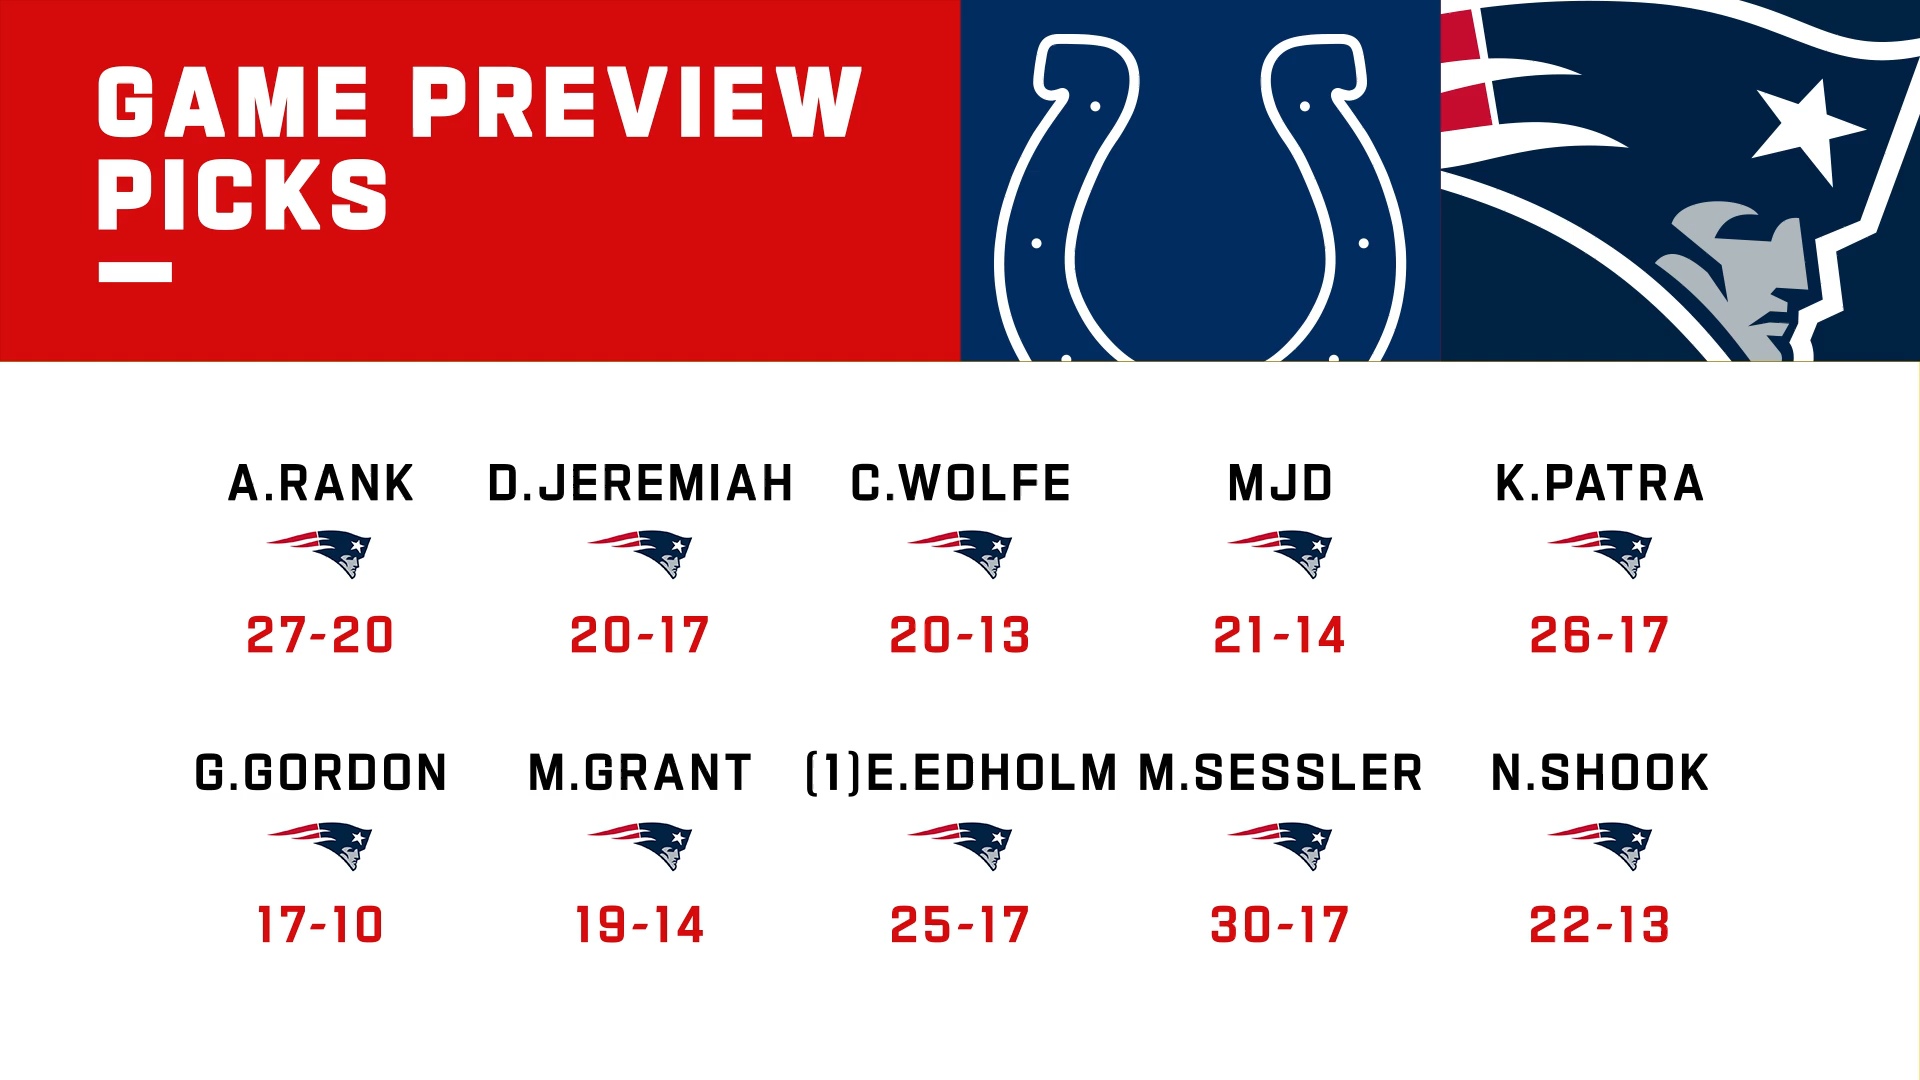 GAME PREVIEW
PICKS
A.RANK D.JEREMIAH C.WOLFE MJD K.PATRA
27-20 20-17 20-13 21-14 26-17
G.GORDON M.GRANT (1)E.EDHOLM M.SESSLER N.SHOOK
17-10 19-14 25-17 30-17 22-13